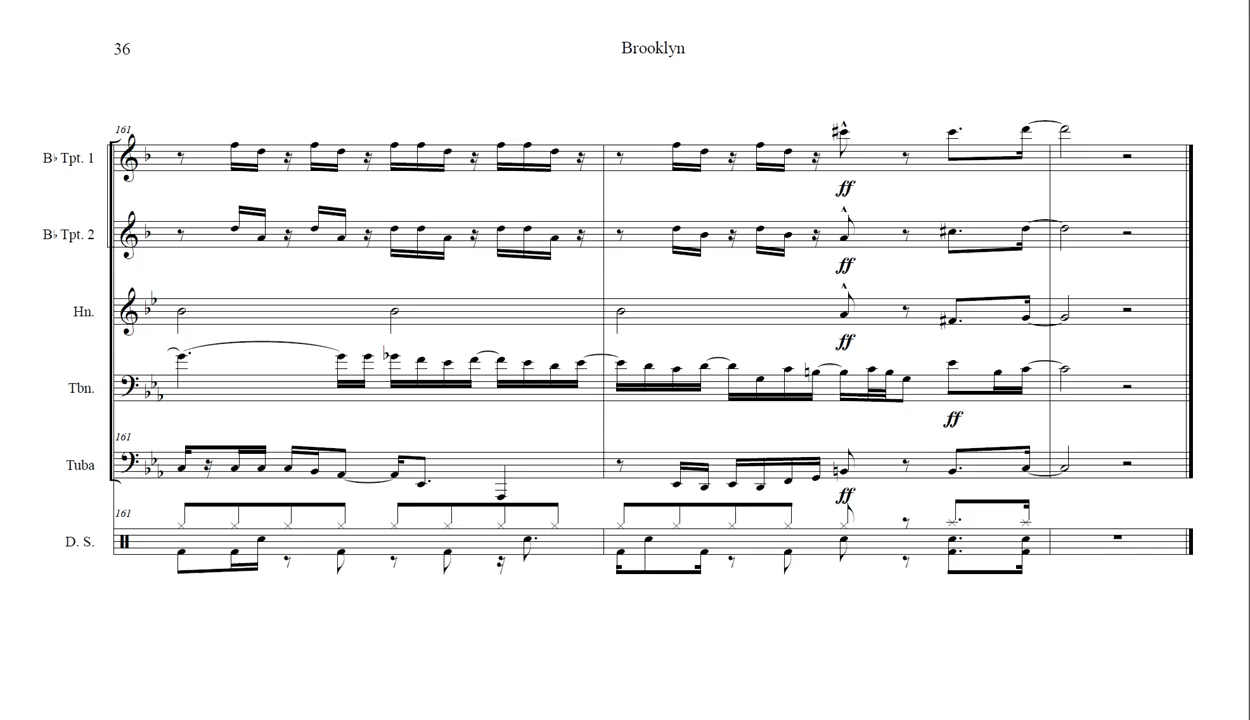 36
Brooklyn
161
B♭ Tpt. 1
ff
B♭ Tpt. 2
ff
Hn.
ff
Tbn.
ff
161
Tuba
ff
161
D. S.